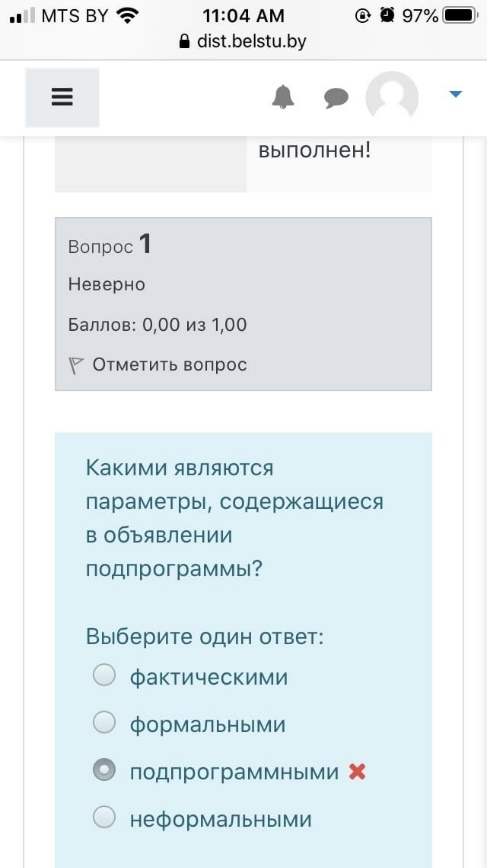 MTS BY 11:04 AM 97%
dist.belstu.by
выполнен!
Вопрос 1
Неверно
Баллов: 0,00 из 1,00
Отметить вопрос
Какими являются
параметры, содержащиеся
в объявлении
подпрограммы?
Выберите один ответ:
фактическими
формальными
подпрограммными
неформальными